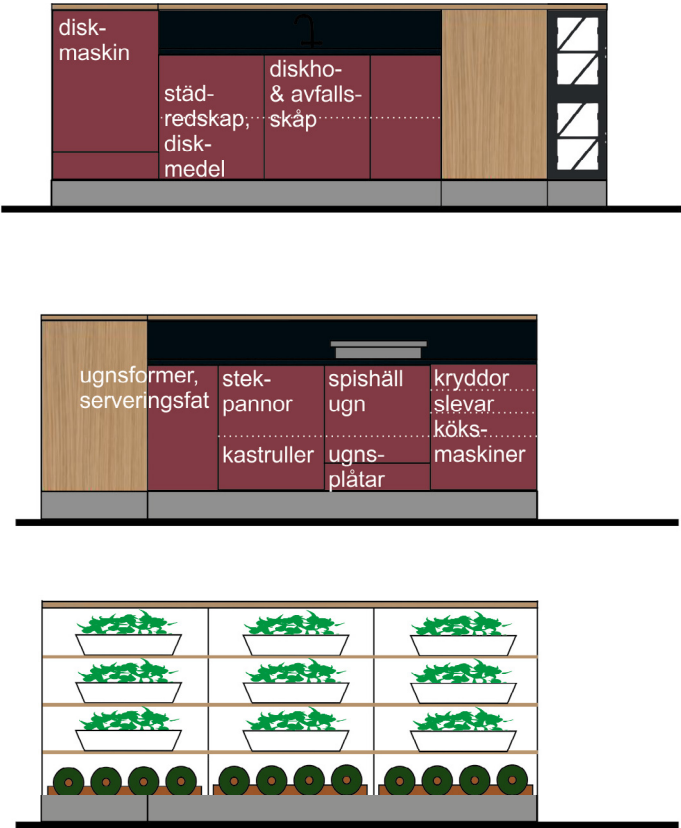 disk-
maskin
städ-
redskap,
disk-
medel
diskho-
& avfalls-
skåp
ugnsformer,
serveringsfat
stek-
pannor
kastruller
spishäll
ugn
ugns-
plåtar
kryddor
slevar
köks-
maskiner